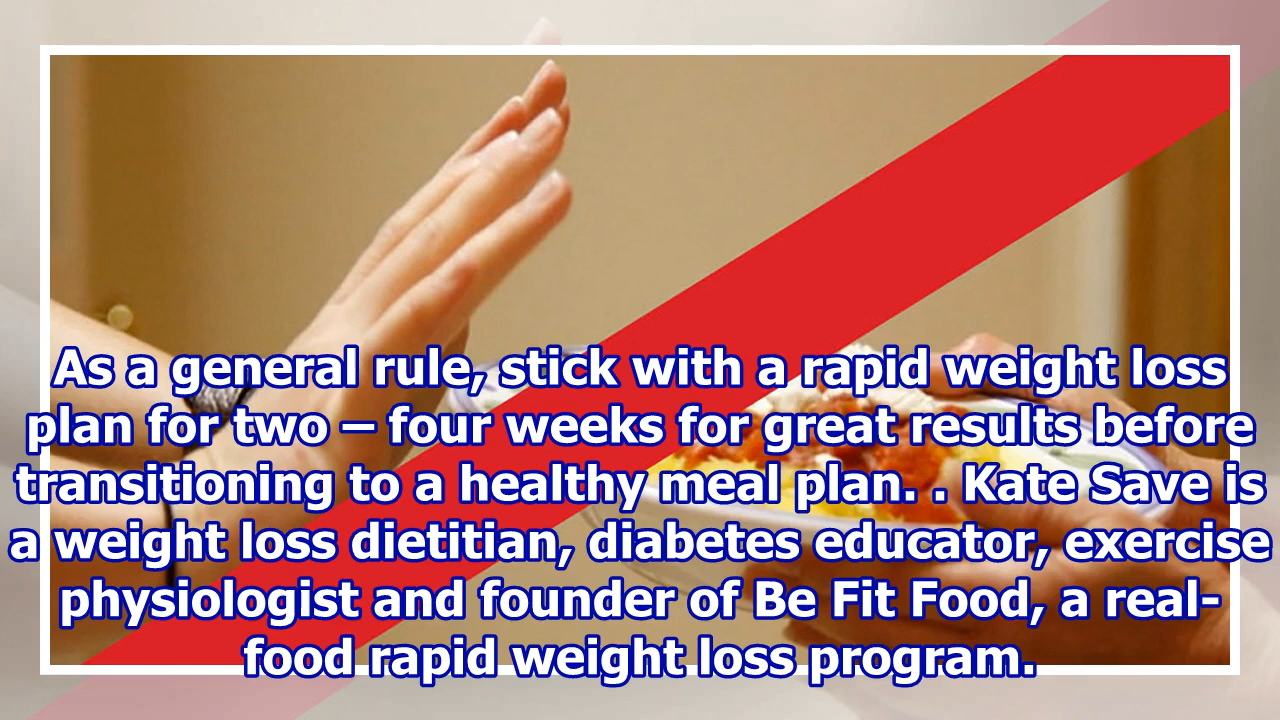 As a general rule, stick with a rapid weight loss
plan for two – four weeks for great results before
transitioning to a healthy meal plan. . Kate Save is
a weight loss dietitian, diabetes educator, exercise
physiologist and founder of Be Fit Food, a real-
food rapid weight loss program.